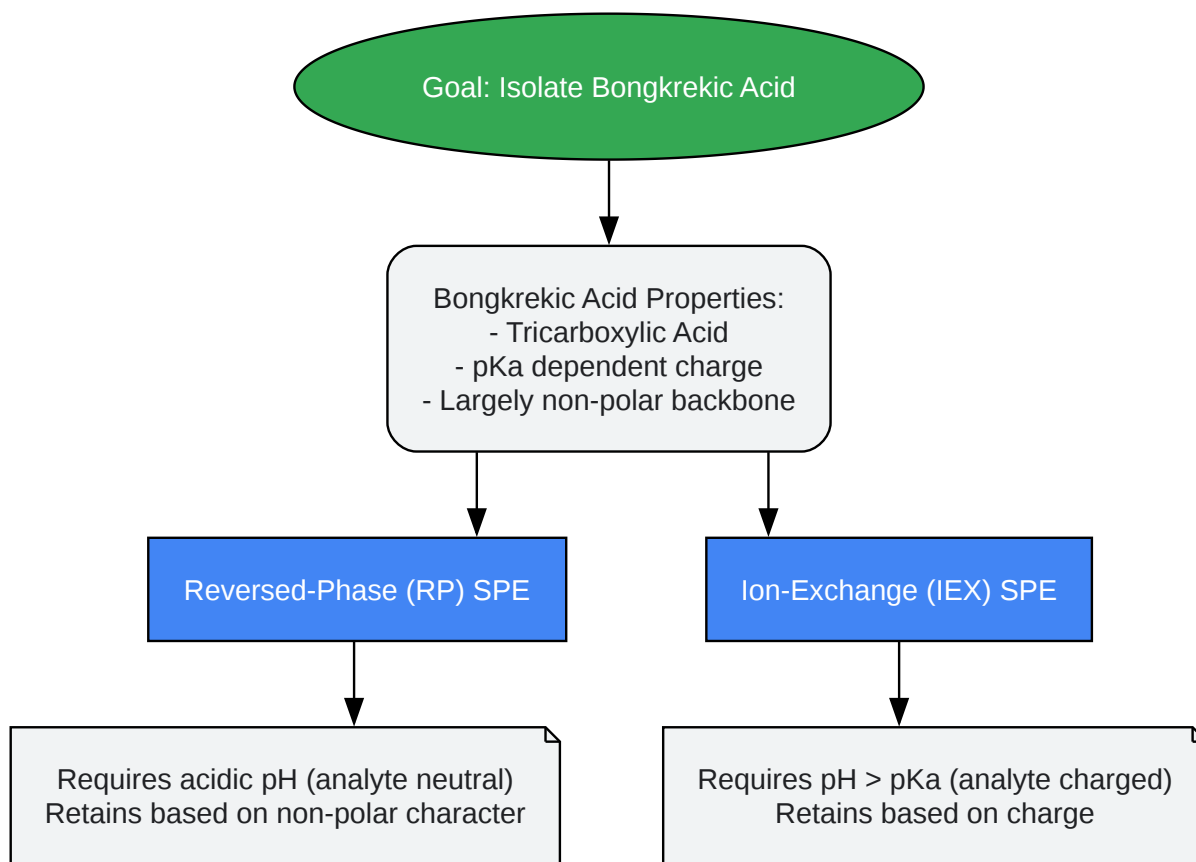 Goal: Isolate Bongkrekic Acid
Bongkrekic Acid Properties:
- Tricarboxylic Acid
- pKa dependent charge
- Largely non-polar backbone
Reversed-Phase (RP) SPE
Ion-Exchange (IEX) SPE
Requires acidic pH (analyte neutral)
Retains based on non-polar character
Requires pH > pKa (analyte charged)
Retains based on charge